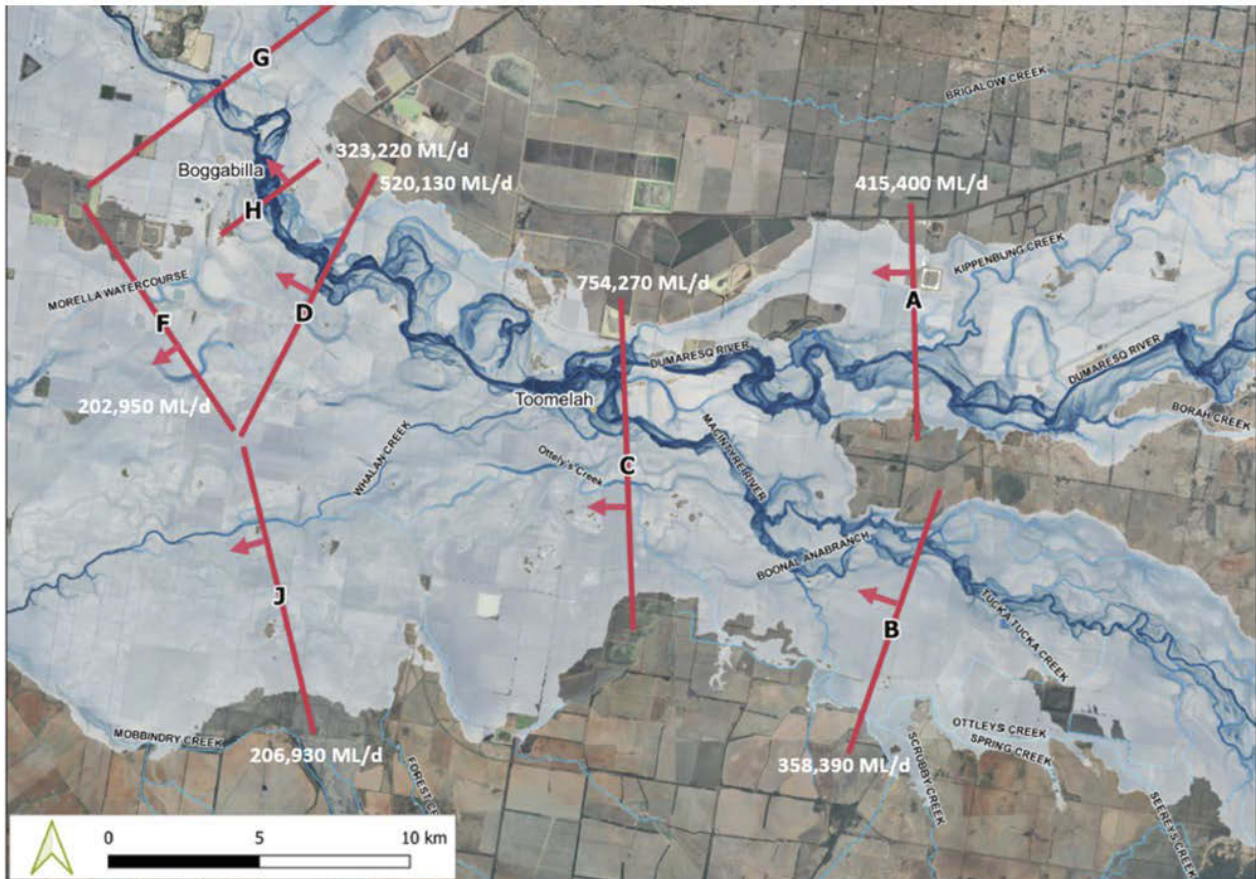 G
BRIGALOW CREEK
Boggabilla
323,220 ML/d
520,130 ML/d
415,400 ML/d
H
KIPPENBUNG CREEK
MORELLA WATERCOURSE
754,270 ML/d
A
D
F
DUMARESQ RIVER
DUMARESQ RIVER
Toomelah
202,950 ML/d
BORAH CREEK
MACINTYRE RIVER
WHALAN CREEK
Ottely's Creek
C
BOONAL ANABRANCH
J
B
TUCKA TUCKA CREEK
MOBBINDRY CREEK
206,930 ML/d
FOREST
358,390 ML/d
SCRUBBY CREEK
OTTLEYS CREEK
SPRING CREEK
SEEREYS CREEK
0 5 10 km